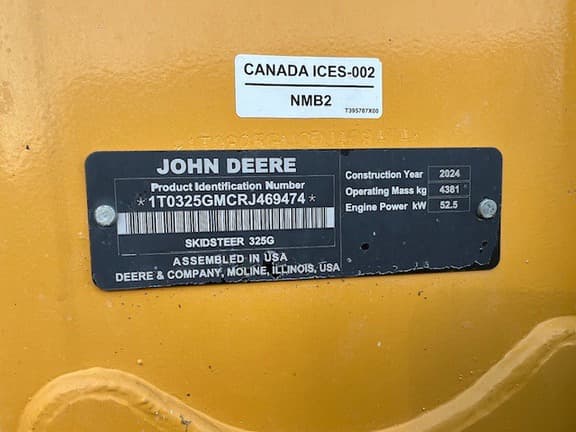 CANADA ICES-002
NMB2
T395787X00
JOHN DEERE
Product Identification Number
*1T0325GMCRJ469474*
SKIDSTEER 325G
ASSEMBLED IN USA
DEERE & COMPANY, MOLINE, ILLINOIS, USA
Construction Year 2024
Operating Mass kg 4381
Engine Power kW 52.5